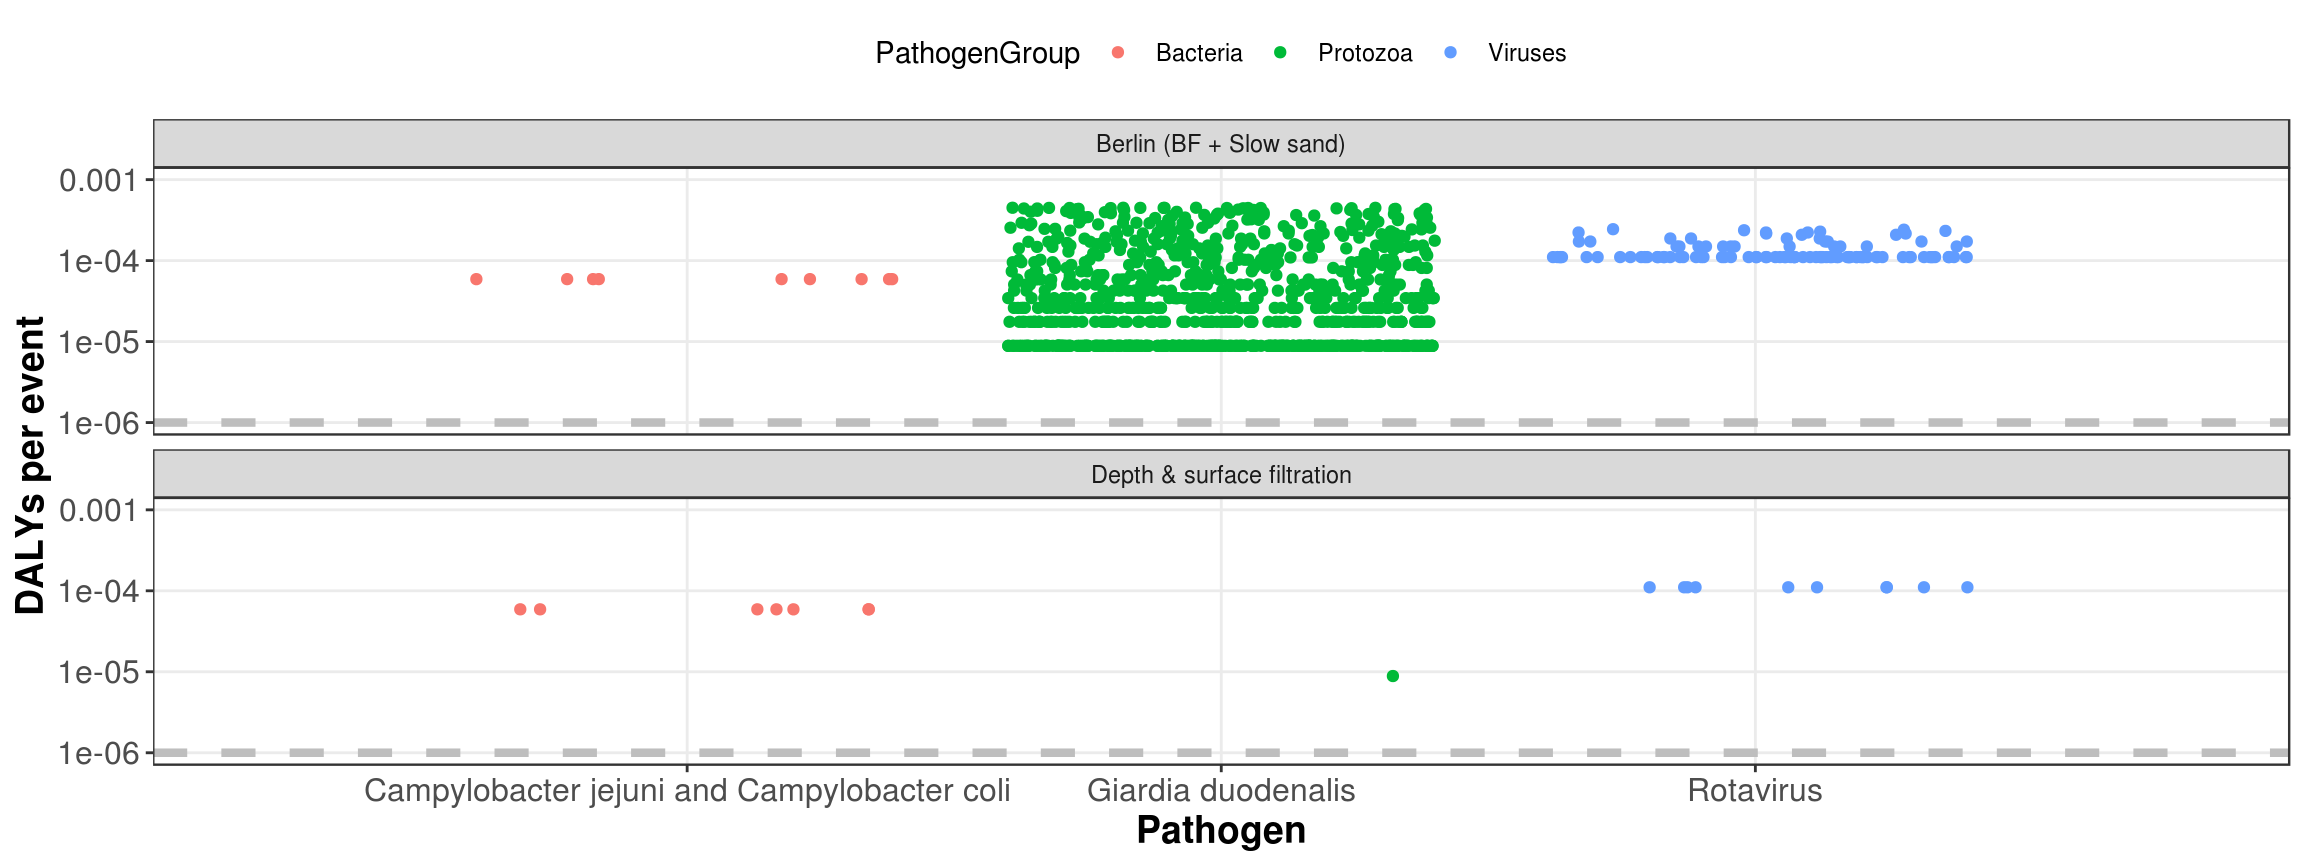 PathogenGroup Bacteria Protozoa Viruses
Berlin (BF + Slow sand)
0.001
1e-04
1e-05
1e-06
Depth & surface filtration
0.001
1e-04
1e-05
1e-06
DALYs per event
Campylobacter jejuni and Campylobacter coli Giardia duodenalis Rotavirus
Pathogen